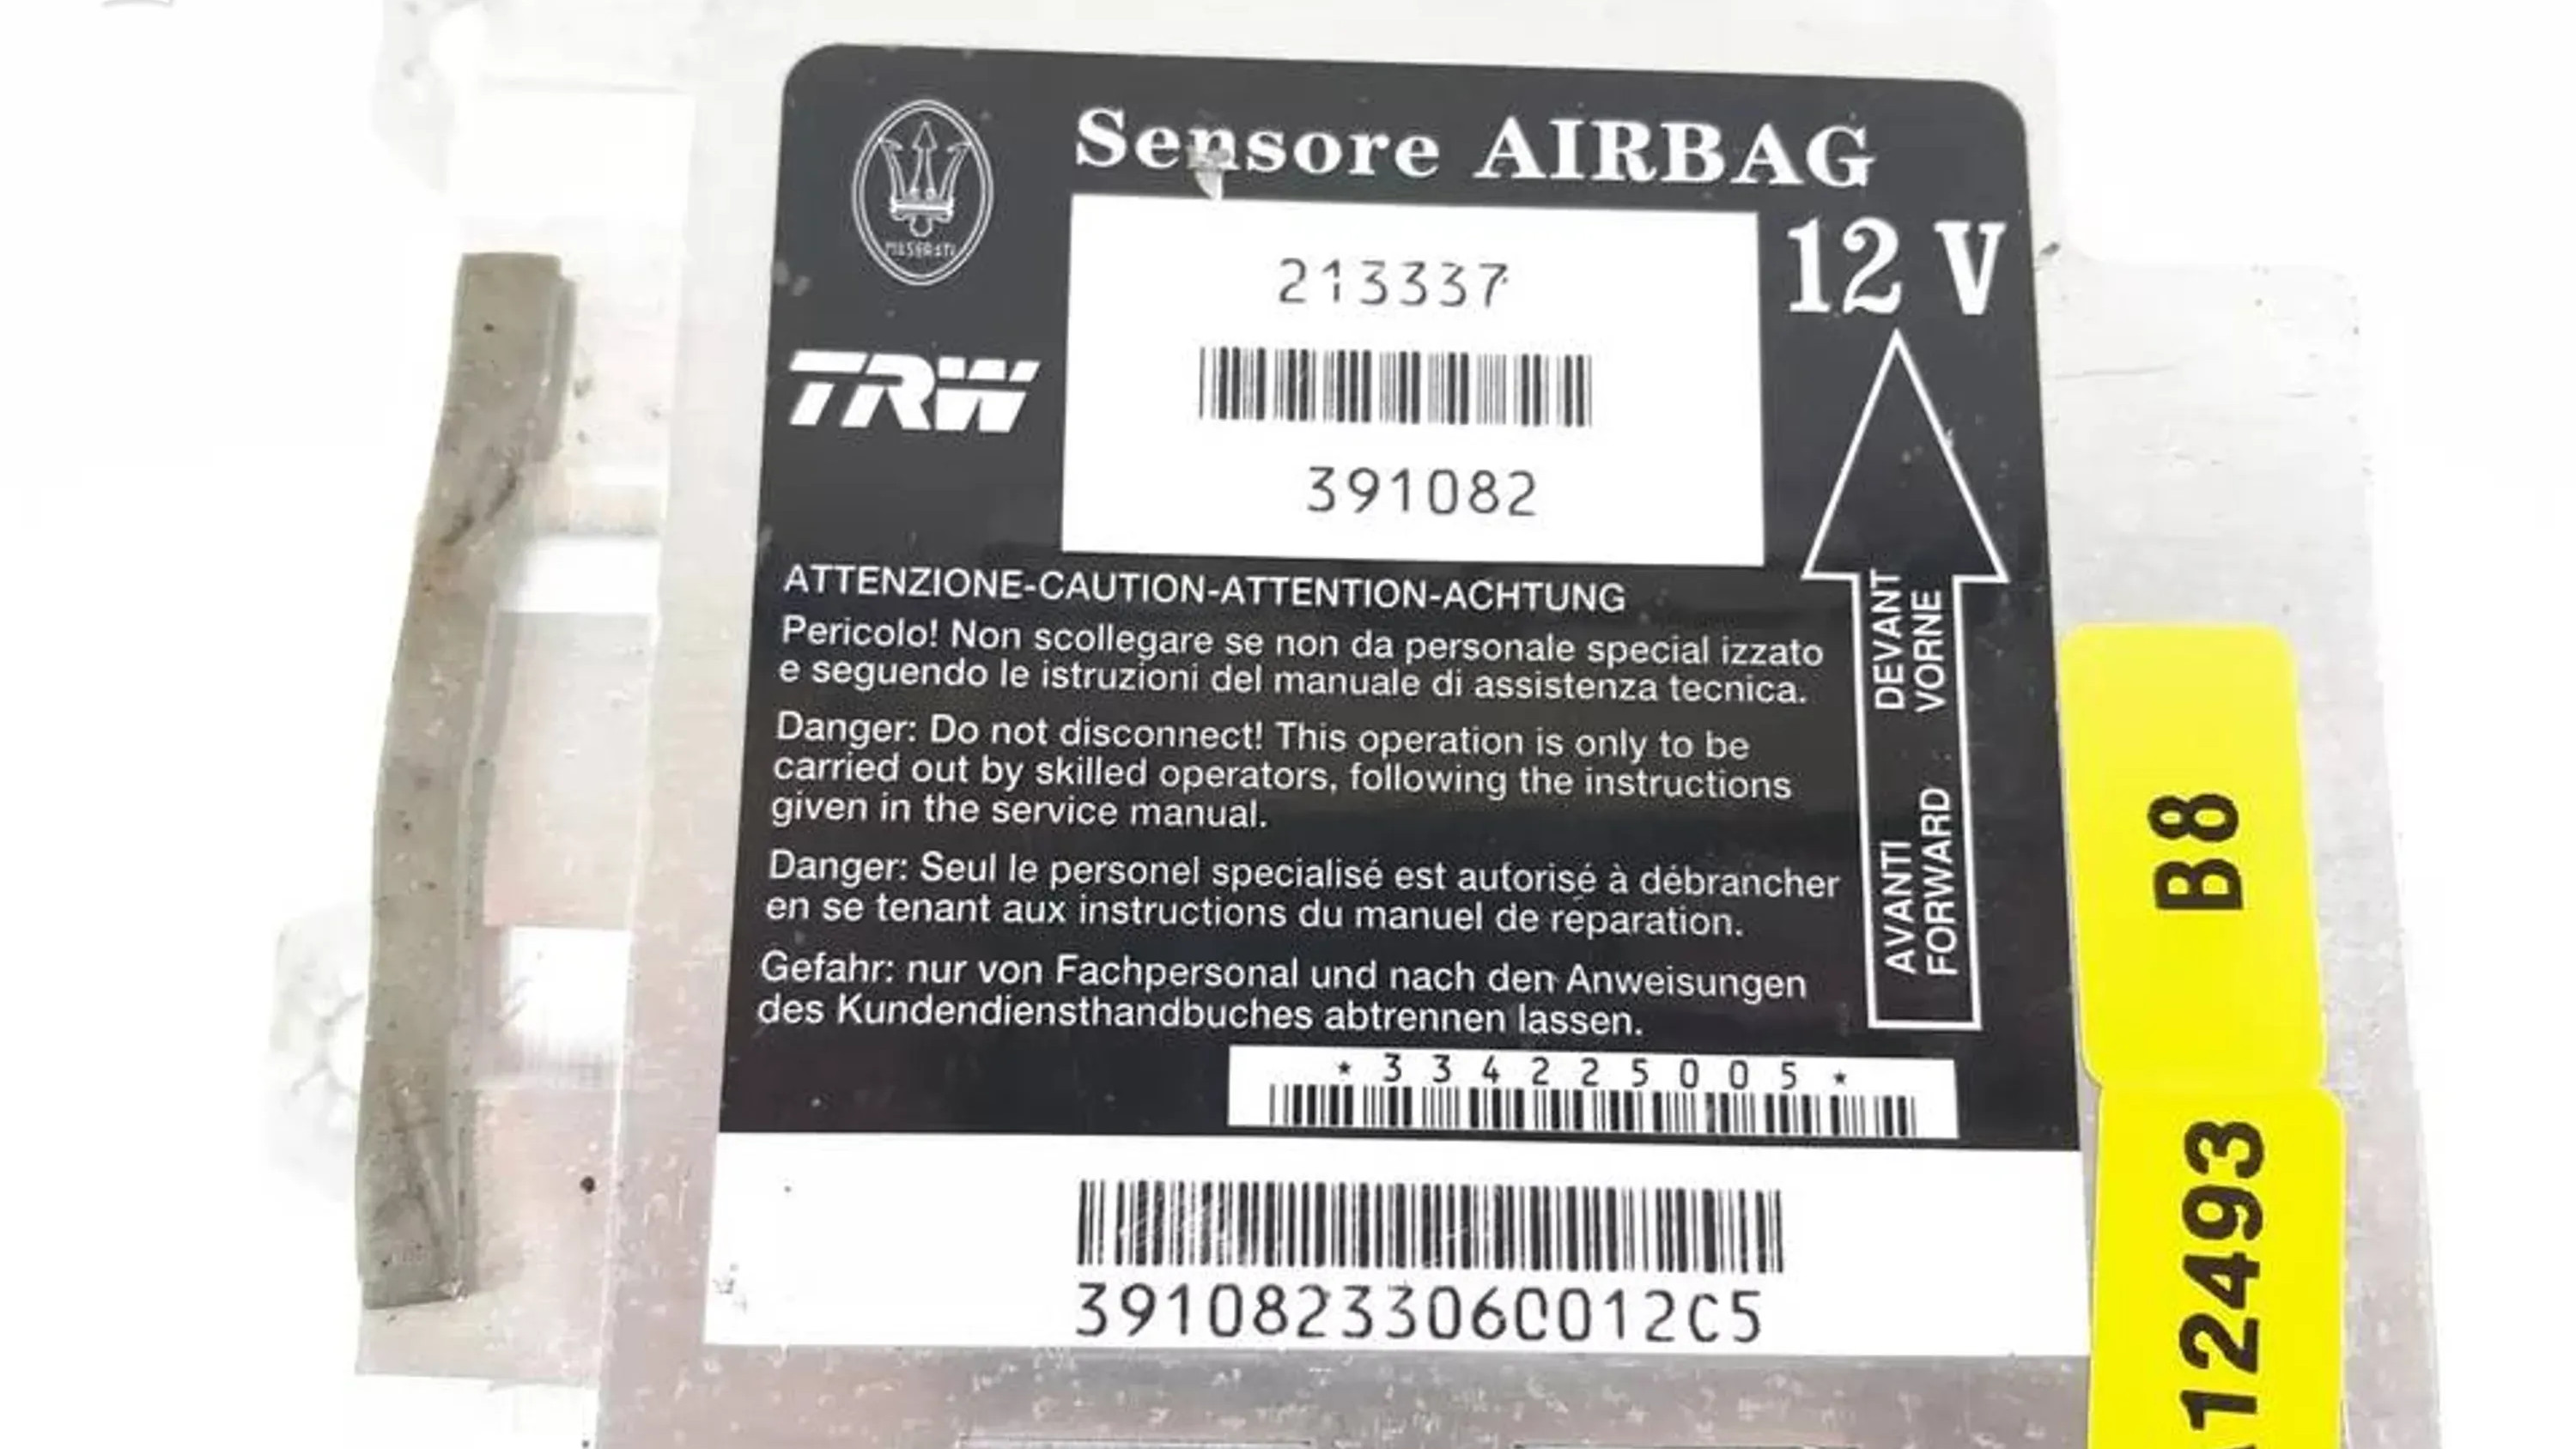 Sensore AIRBAG
MASERATI
213337
12 V
TRW
391082
ATTENZIONE-CAUTION-ATTENTION-ACHTUNG
Pericolo! Non scollegare se non da personale special izzato
e seguendo le istruzioni del manuale di assistenza tecnica.
Danger: Do not disconnect! This operation is only to be
carried out by skilled operators, following the instructions
given in the service manual.
Danger: Seul le personel specialisé est autorisé à débrancher
en se tenant aux instructions du manuel de reparation.
Gefahr: nur von Fachpersonal und nach den Anweisungen
des Kundendiensthandbuches abtrennen lassen.
AVANTI DEVANT
FORWARD VORNE
*334225005*
39108233060012C5
B8
12493